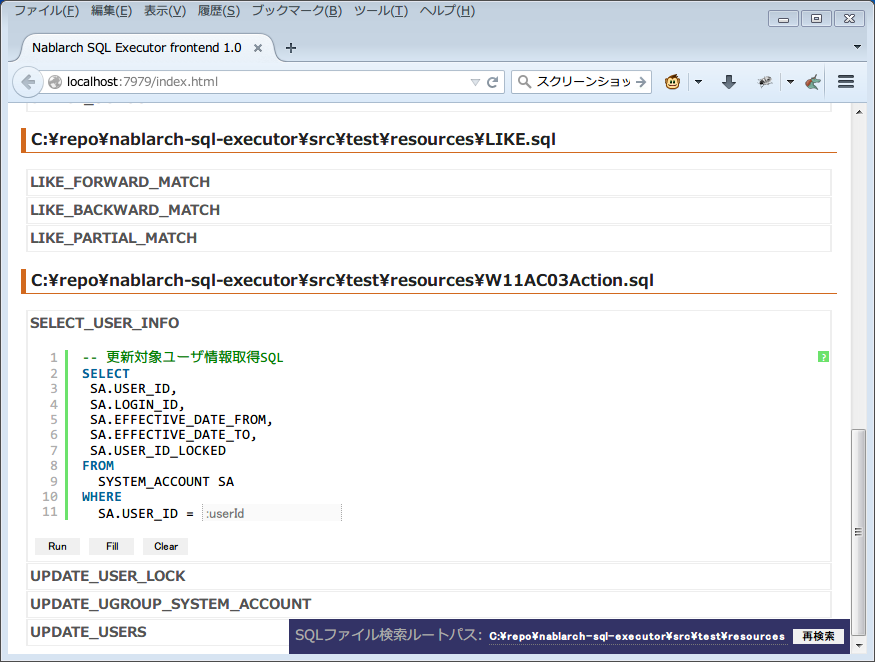 ファイル(F) 編集(E) 表示(V) 履歴(S) ブックマーク(B) ツール(T) ヘルプ(H)
Nablarch SQL Executor frontend 1.0
localhost:7979/index.html
スクリーンショッ
C:¥repo¥nablarch-sql-executor¥src¥test¥resources¥LIKE.sql
LIKE_FORWARD_MATCH
LIKE_BACKWARD_MATCH
LIKE_PARTIAL_MATCH
C:¥repo¥nablarch-sql-executor¥src¥test¥resources¥W11AC03Action.sql
SELECT_USER_INFO
1 -- 更新対象ユーザ情報取得SQL ?
2 SELECT
3 SA.USER_ID,
4 SA.LOGIN_ID,
5 SA.EFFECTIVE_DATE_FROM,
6 SA.EFFECTIVE_DATE_TO,
7 SA.USER_ID_LOCKED
8 FROM
9 SYSTEM_ACCOUNT SA
10 WHERE
11 SA.USER_ID = :userId
Run Fill Clear
UPDATE_USER_LOCK
UPDATE_UGROUP_SYSTEM_ACCOUNT
UPDATE_USERS
SQLファイル検索ルートパス: C:¥repo¥nablarch-sql-executor¥src¥test¥resources 再検索